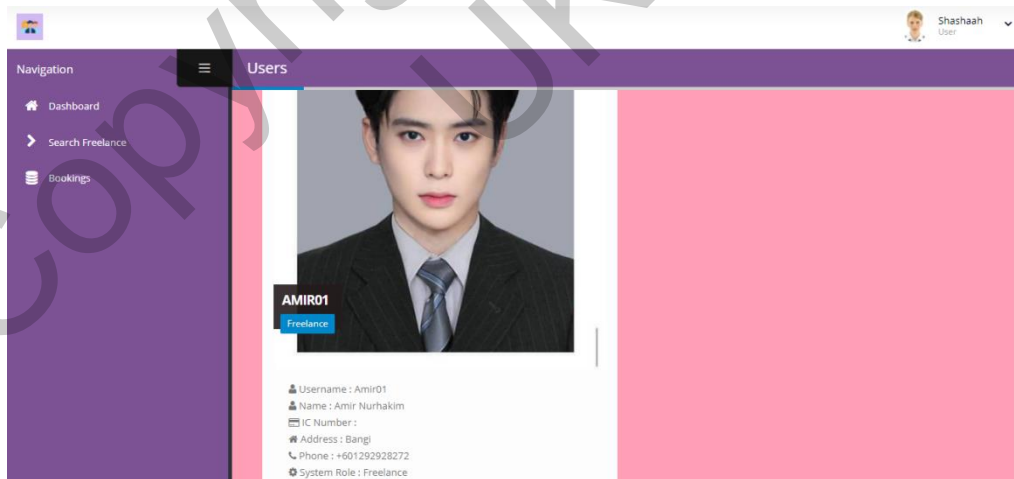 Shashaah
User
Navigation
Users
Dashboard
Search Freelance
Bookings
AMIR01
Freelance
Username : Amir01
Name : Amir Nurhakim
IC Number :
Address : Bangi
Phone : +601292928272
System Role : Freelance